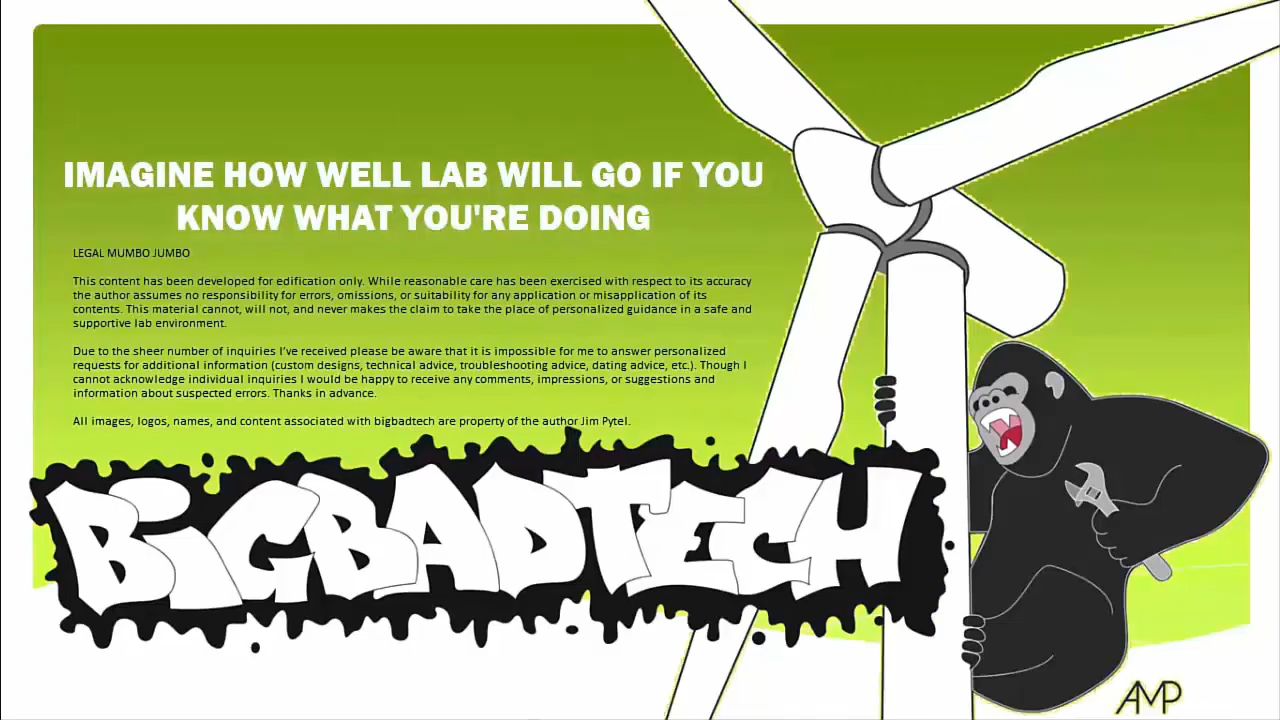 IMAGINE HOW WELL LAB WILL GO IF YOU
KNOW WHAT YOU'RE DOING
LEGAL MUMBO JUMBO
This content has been developed for edification only. While reasonable care has been exercised with respect to its accuracy
the author assumes no responsibility for errors, omissions, or suitability for any application or misapplication of its
contents. This material cannot, will not, and never makes the claim to take the place of personalized guidance in a safe and
supportive lab environment.
Due to the sheer number of inquiries I've received please be aware that it is impossible for me to answer personalized
requests for additional information (custom designs, technical advice, troubleshooting advice, dating advice, etc.). Though I
cannot acknowledge individual inquiries I would be happy to receive any comments, impressions, or suggestions and
information about suspected errors. Thanks in advance.
All images, logos, names, and content associated with bigbadtech are property of the author Jim Pytel.
BiGBADTECH
AMP